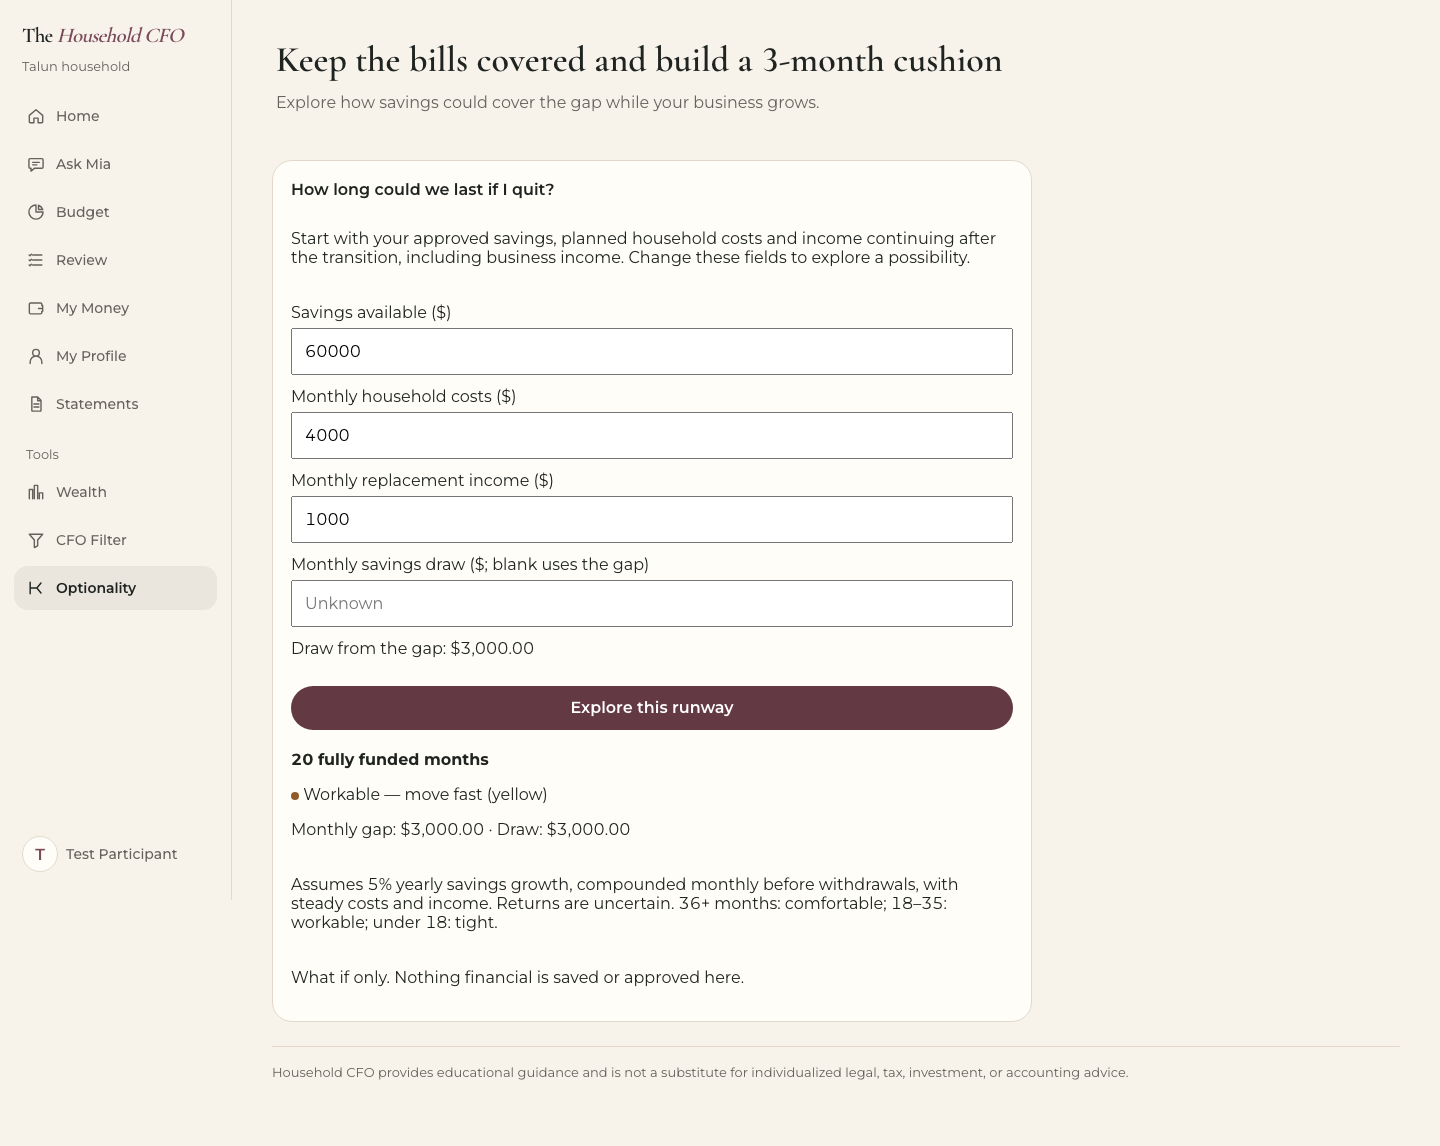 The Household CFO
Talun household
Home
Ask Mia
Budget
Review
My Money
My Profile
Statements
Tools
Wealth
CFO Filter
Optionality
T
Test Participant
Keep the bills covered and build a 3-month cushion
Explore how savings could cover the gap while your business grows.
How long could we last if I quit?
Start with your approved savings, planned household costs and income continuing after
the transition, including business income. Change these fields to explore a possibility.
Savings available ($)
60000
Monthly household costs ($)
4000
Monthly replacement income ($)
1000
Monthly savings draw ($; blank uses the gap)
Unknown
Draw from the gap: $3,000.00
Explore this runway
20 fully funded months
Workable — move fast (yellow)
Monthly gap: $3,000.00 · Draw: $3,000.00
Assumes 5% yearly savings growth, compounded monthly before withdrawals, with
steady costs and income. Returns are uncertain. 36+ months: comfortable; 18–35:
workable; under 18: tight.
What if only. Nothing financial is saved or approved here.
Household CFO provides educational guidance and is not a substitute for individualized legal, tax, investment, or accounting advice.